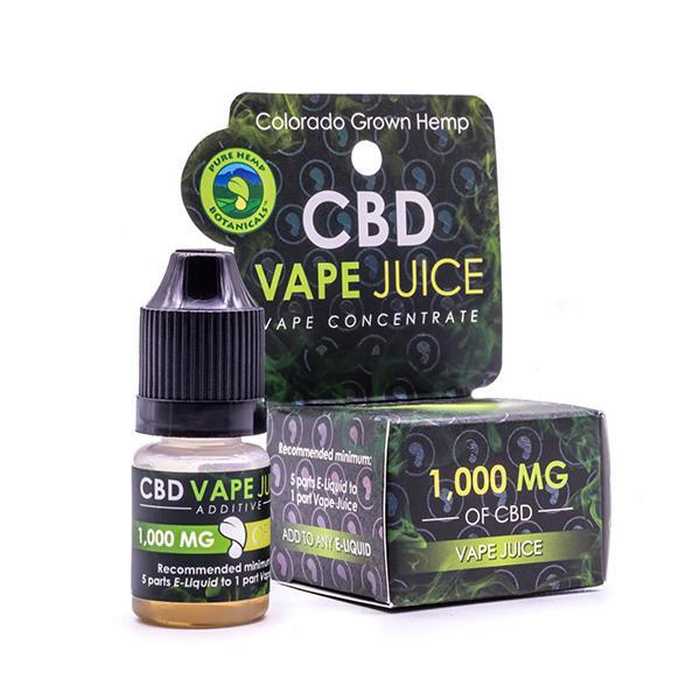 Colorado Grown Hemp
PURE HEMP
BOTANICALS™
CBD
VAPE JUICE
VAPE CONCENTRATE
Recommended minimum:
5 parts E-Liquid to
1 part Vape Juice
ADD TO ANY E-LIQUID
1,000 MG
OF CBD
VAPE JUICE
CBD VAPE JU
ADDITIVE
1,000 MG
Recommended minimum
5 parts E-Liquid to 1 part Vap